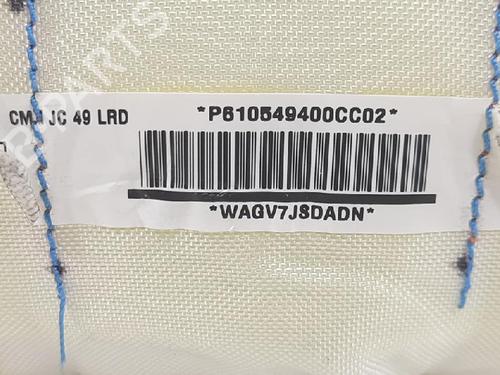 CMJ JC 49 LRD
*P610549400CC02*
*WAGV7JSDADN*